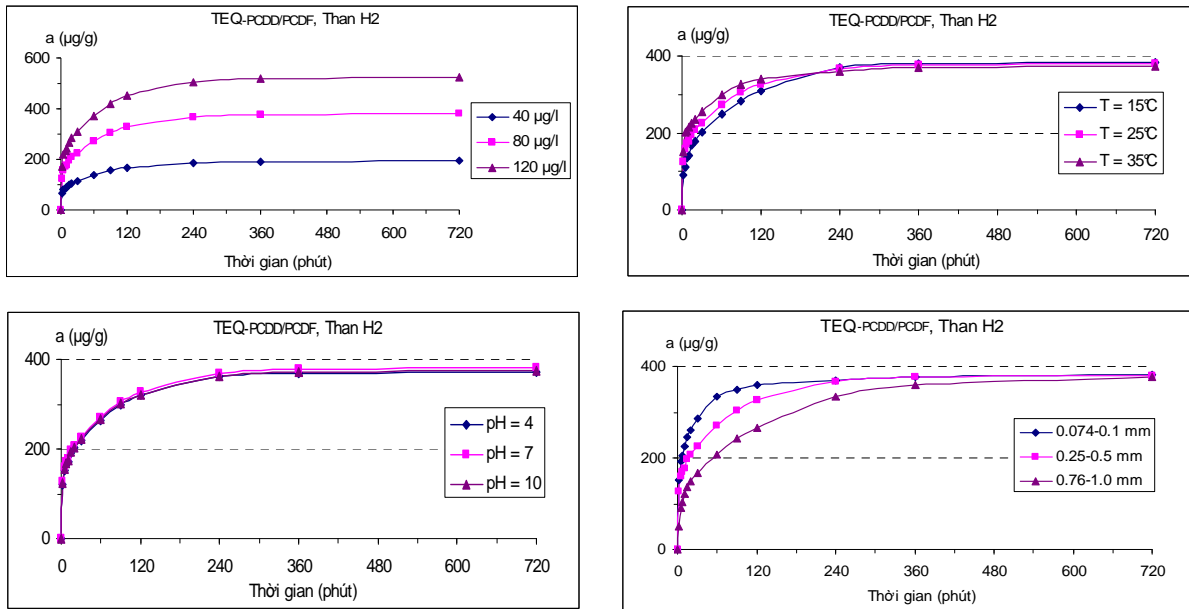 TEQ-PCDD/PCDF, Than H2
a (µg/g)
600
400
200
0
0 120 240 360 480 600 720
Thời gian (phút)
40 µg/l
80 µg/l
120 µg/l
TEQ-PCDD/PCDF, Than H2
a (µg/g)
400
200
0
0 120 240 360 480 600 720
Thời gian (phút)
T = 15°C
T = 25°C
T = 35°C
TEQ-PCDD/PCDF, Than H2
a (µg/g)
400
200
0
0 120 240 360 480 600 720
Thời gian (phút)
pH = 4
pH = 7
pH = 10
TEQ-PCDD/PCDF, Than H2
a (µg/g)
400
200
0
0 120 240 360 480 600 720
Thời gian (phút)
0.074-0.1 mm
0.25-0.5 mm
0.76-1.0 mm